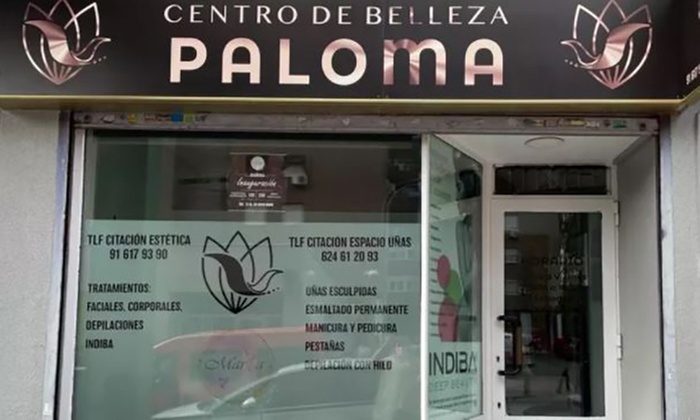 CENTRO DE BELLEZA
PALOMA
Inauguración
TLF CITACIÓN ESTÉTICA
91 617 93 90
TRATAMIENTOS:
FACIALES, CORPORALES,
DEPILACIONES
INDIBA
TLF CITACIÓN ESPACIO UÑAS
624 61 20 93
UÑAS ESCULPIDAS
ESMALTADO PERMANENTE
MANICURA Y PEDICURA
PESTAÑAS
DEPILACIÓN CON HILO
INDIBA
DEEP BEAUTY